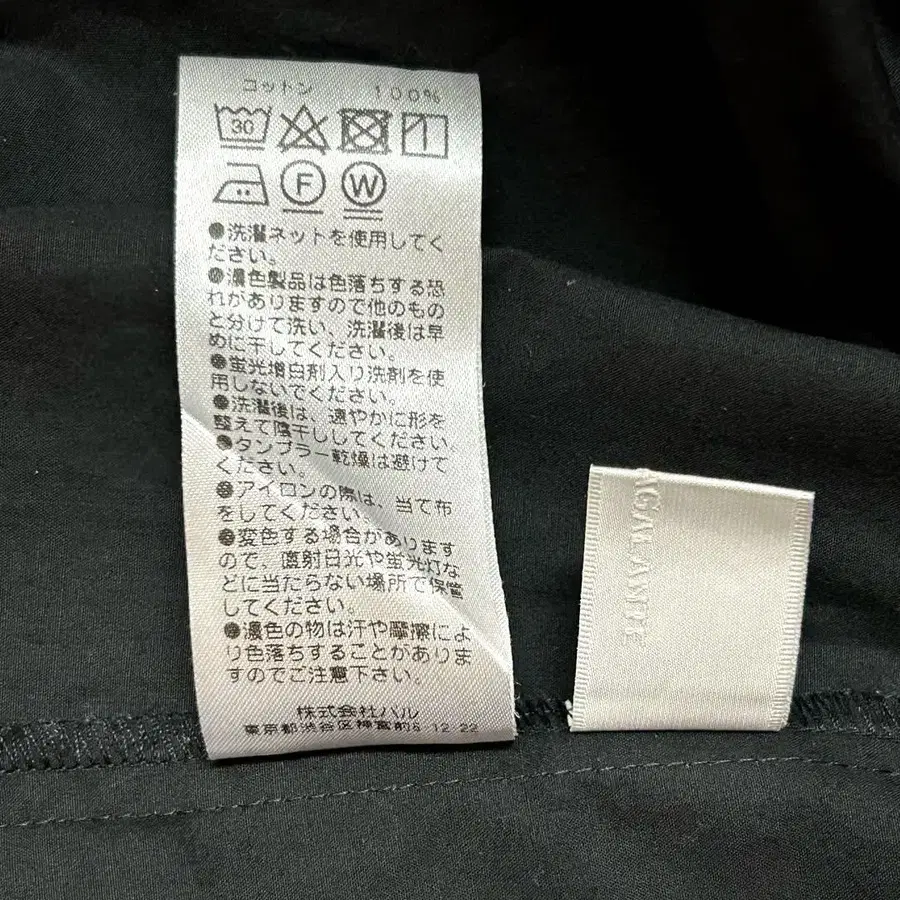 コットン 100%
30
F W
●洗濯ネットを使用してく
ださい。
●濃色製品は色落ちする恐
れがありますので他のもの
と分けて洗い、洗濯後は早
めに干してください。
●蛍光増白剤入り洗剤を使
用しないでください。
●洗濯後は、速やかに形を
整えて陰干ししてください。
●タンブラー乾燥は避けて
ください。
●アイロンの際は、当て布
をしてください。
●変色する場合があります
ので、直射日光や蛍光灯な
どに当たらない場所で保管
してください。
●濃色の物は汗や摩擦によ
り色落ちすることがありま
すのでご注意下さい。
株式会社パル
東京都渋谷区神宮前6-12-22